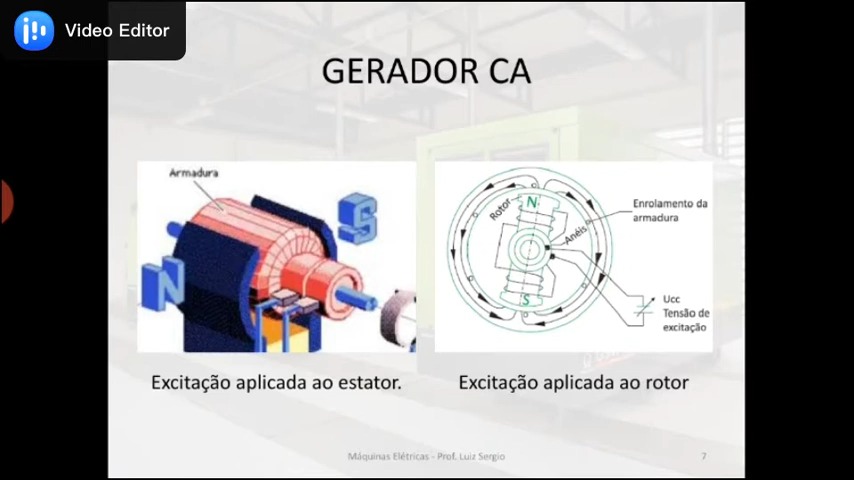 Video Editor
GERADOR CA
Armadura
N
S
Rotor
N
Anéis
S
Enrolamento da
armadura
Ucc
Tensão de
excitação
Excitação aplicada ao estator.
Excitação aplicada ao rotor
Máquinas Elétricas - Prof. Luiz Sergio
7